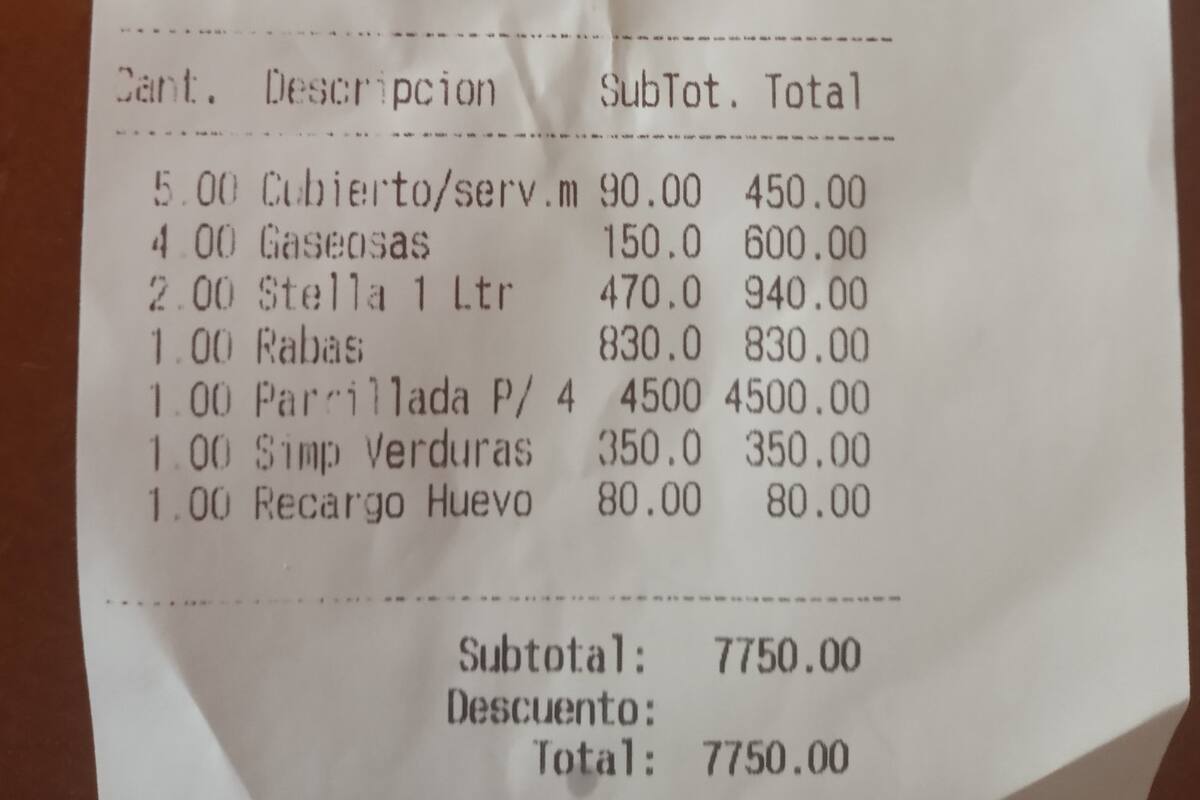 Cant. Descripcion SubTot. Total
5.00 Cubierto/serv.m 90.00 450.00
4.00 Gaseosas 150.0 600.00
2.00 Stella 1 Ltr 470.0 940.00
1.00 Rabas 830.0 830.00
1.00 Parrillada P/ 4 4500 4500.00
1.00 Simp Verduras 350.0 350.00
1.00 Recargo Huevo 80.00 80.00
Subtotal: 7750.00
Descuento:
Total: 7750.00